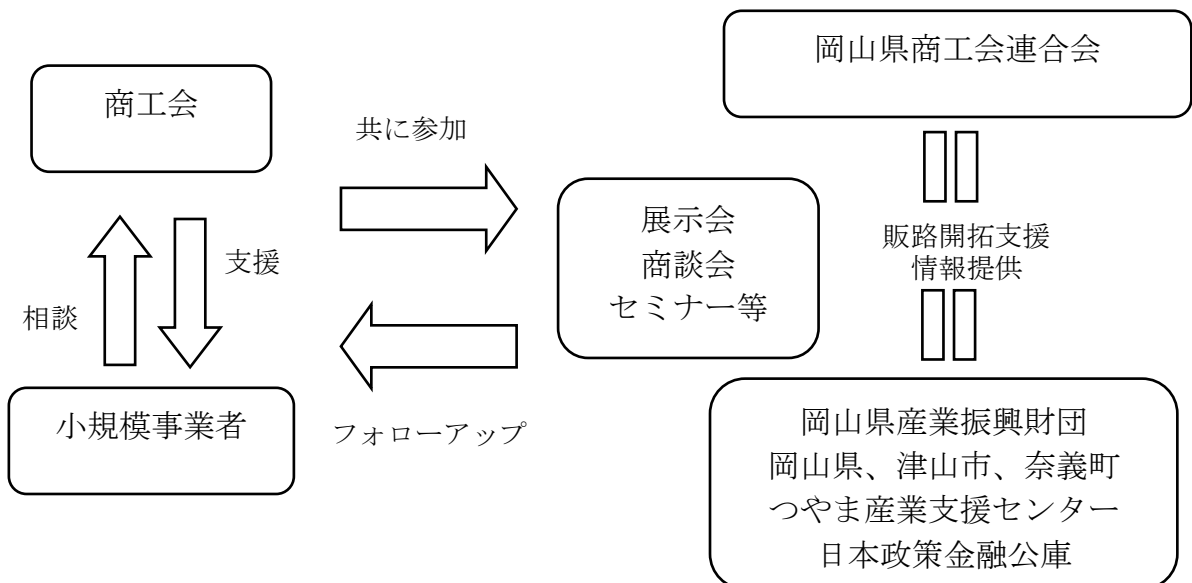 岡山県商工会連合会
商工会
共に参加
展示会
商談会
セミナー等
販路開拓支援
情報提供
支援
相談
小規模事業者
フォローアップ
岡山県産業振興財団
岡山県、津山市、奈義町
つやま産業支援センター
日本政策金融公庫